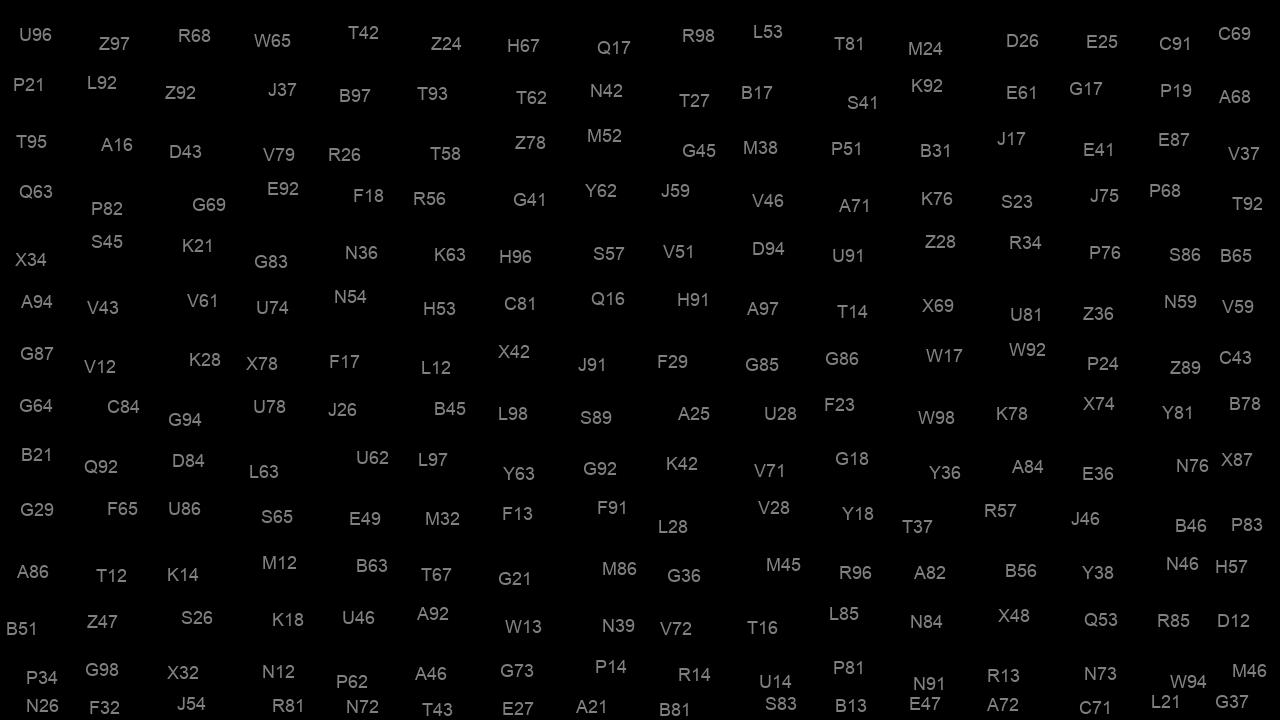 U96 Z97 R68 W65 T42 Z24 H67 Q17 R98 L53 T81 M24 D26 E25 C91 C69
P21 L92 Z92 J37 B97 T93 T62 N42 T27 B17 S41 K92 E61 G17 P19 A68
T95 A16 D43 V79 R26 T58 Z78 M52 G45 M38 P51 B31 J17 E41 E87 V37
Q63 P82 G69 E92 F18 R56 G41 Y62 J59 V46 A71 K76 S23 J75 P68 T92
X34 S45 K21 G83 N36 K63 H96 S57 V51 D94 U91 Z28 R34 P76 S86 B65
A94 V43 V61 U74 N54 H53 C81 Q16 H91 A97 T14 X69 U81 Z36 N59 V59
G87 V12 K28 X78 F17 L12 X42 J91 F29 G85 G86 W17 W92 P24 Z89 C43
G64 C84 G94 U78 J26 B45 L98 S89 A25 U28 F23 W98 K78 X74 Y81 B78
B21 Q92 D84 L63 U62 L97 Y63 G92 K42 V71 G18 Y36 A84 E36 N76 X87
G29 F65 U86 S65 E49 M32 F13 F91 L28 V28 Y18 T37 R57 J46 B46 P83
A86 T12 K14 M12 B63 T67 G21 M86 G36 M45 R96 A82 B56 Y38 N46 H57
B51 Z47 S26 K18 U46 A92 W13 N39 V72 T16 L85 N84 X48 Q53 R85 D12
P34 G98 X32 N12 P62 A46 G73 P14 R14 U14 P81 N91 R13 N73 W94 M46
N26 F32 J54 R81 N72 T43 E27 A21 B81 S83 B13 E47 A72 C71 L21 G37